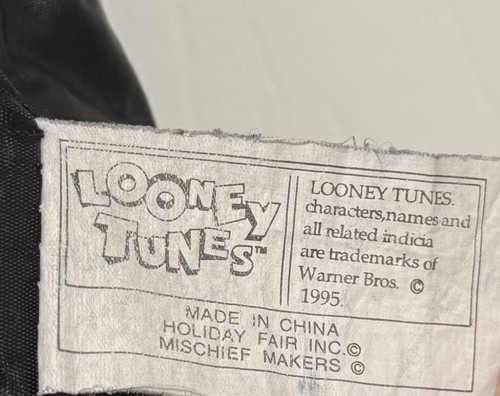 LOONEY
TUNES™
LOONEY TUNES.
characters,names and
all related indicia
are trademarks of
Warner Bros. ©
1995.
MADE IN CHINA
HOLIDAY FAIR INC.©
MISCHIEF MAKERS ©